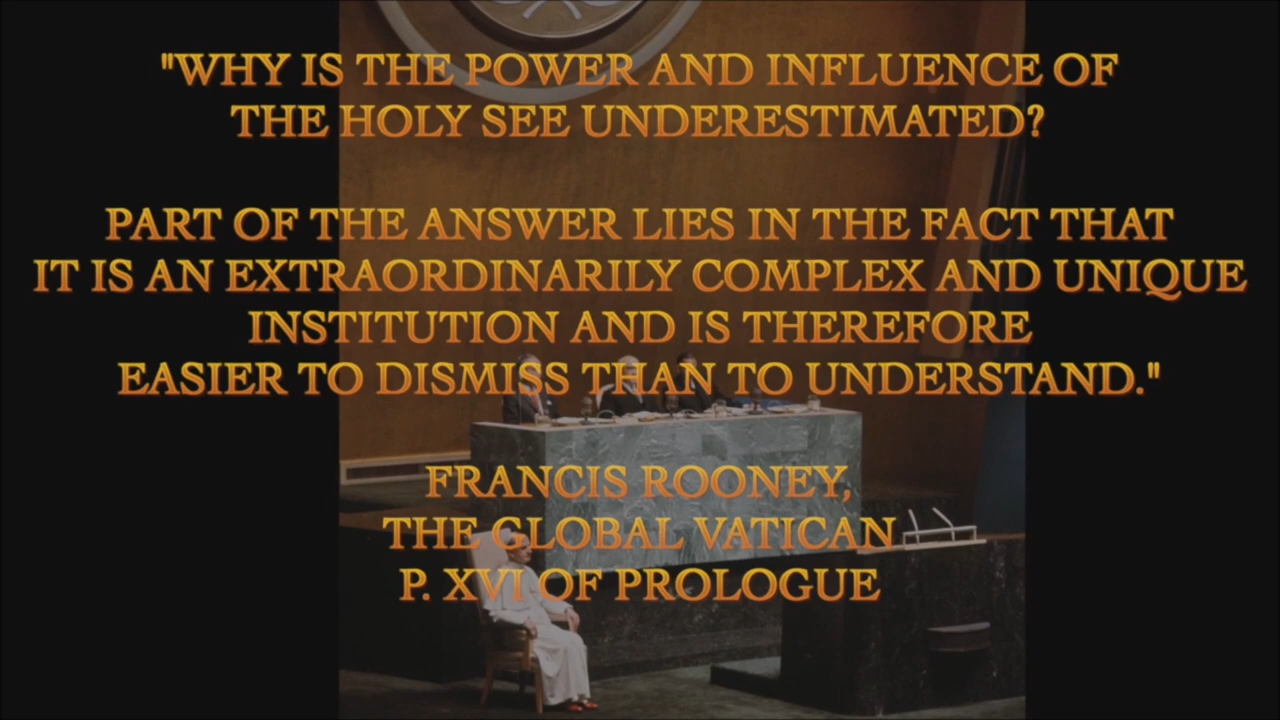 "WHY IS THE POWER AND INFLUENCE OF
THE HOLY SEE UNDERESTIMATED?
PART OF THE ANSWER LIES IN THE FACT THAT
IT IS AN EXTRAORDINARILY COMPLEX AND UNIQUE
INSTITUTION AND IS THEREFORE
EASIER TO DISMISS THAN TO UNDERSTAND."
FRANCIS ROONEY,
THE GLOBAL VATICAN
P. XVI OF PROLOGUE